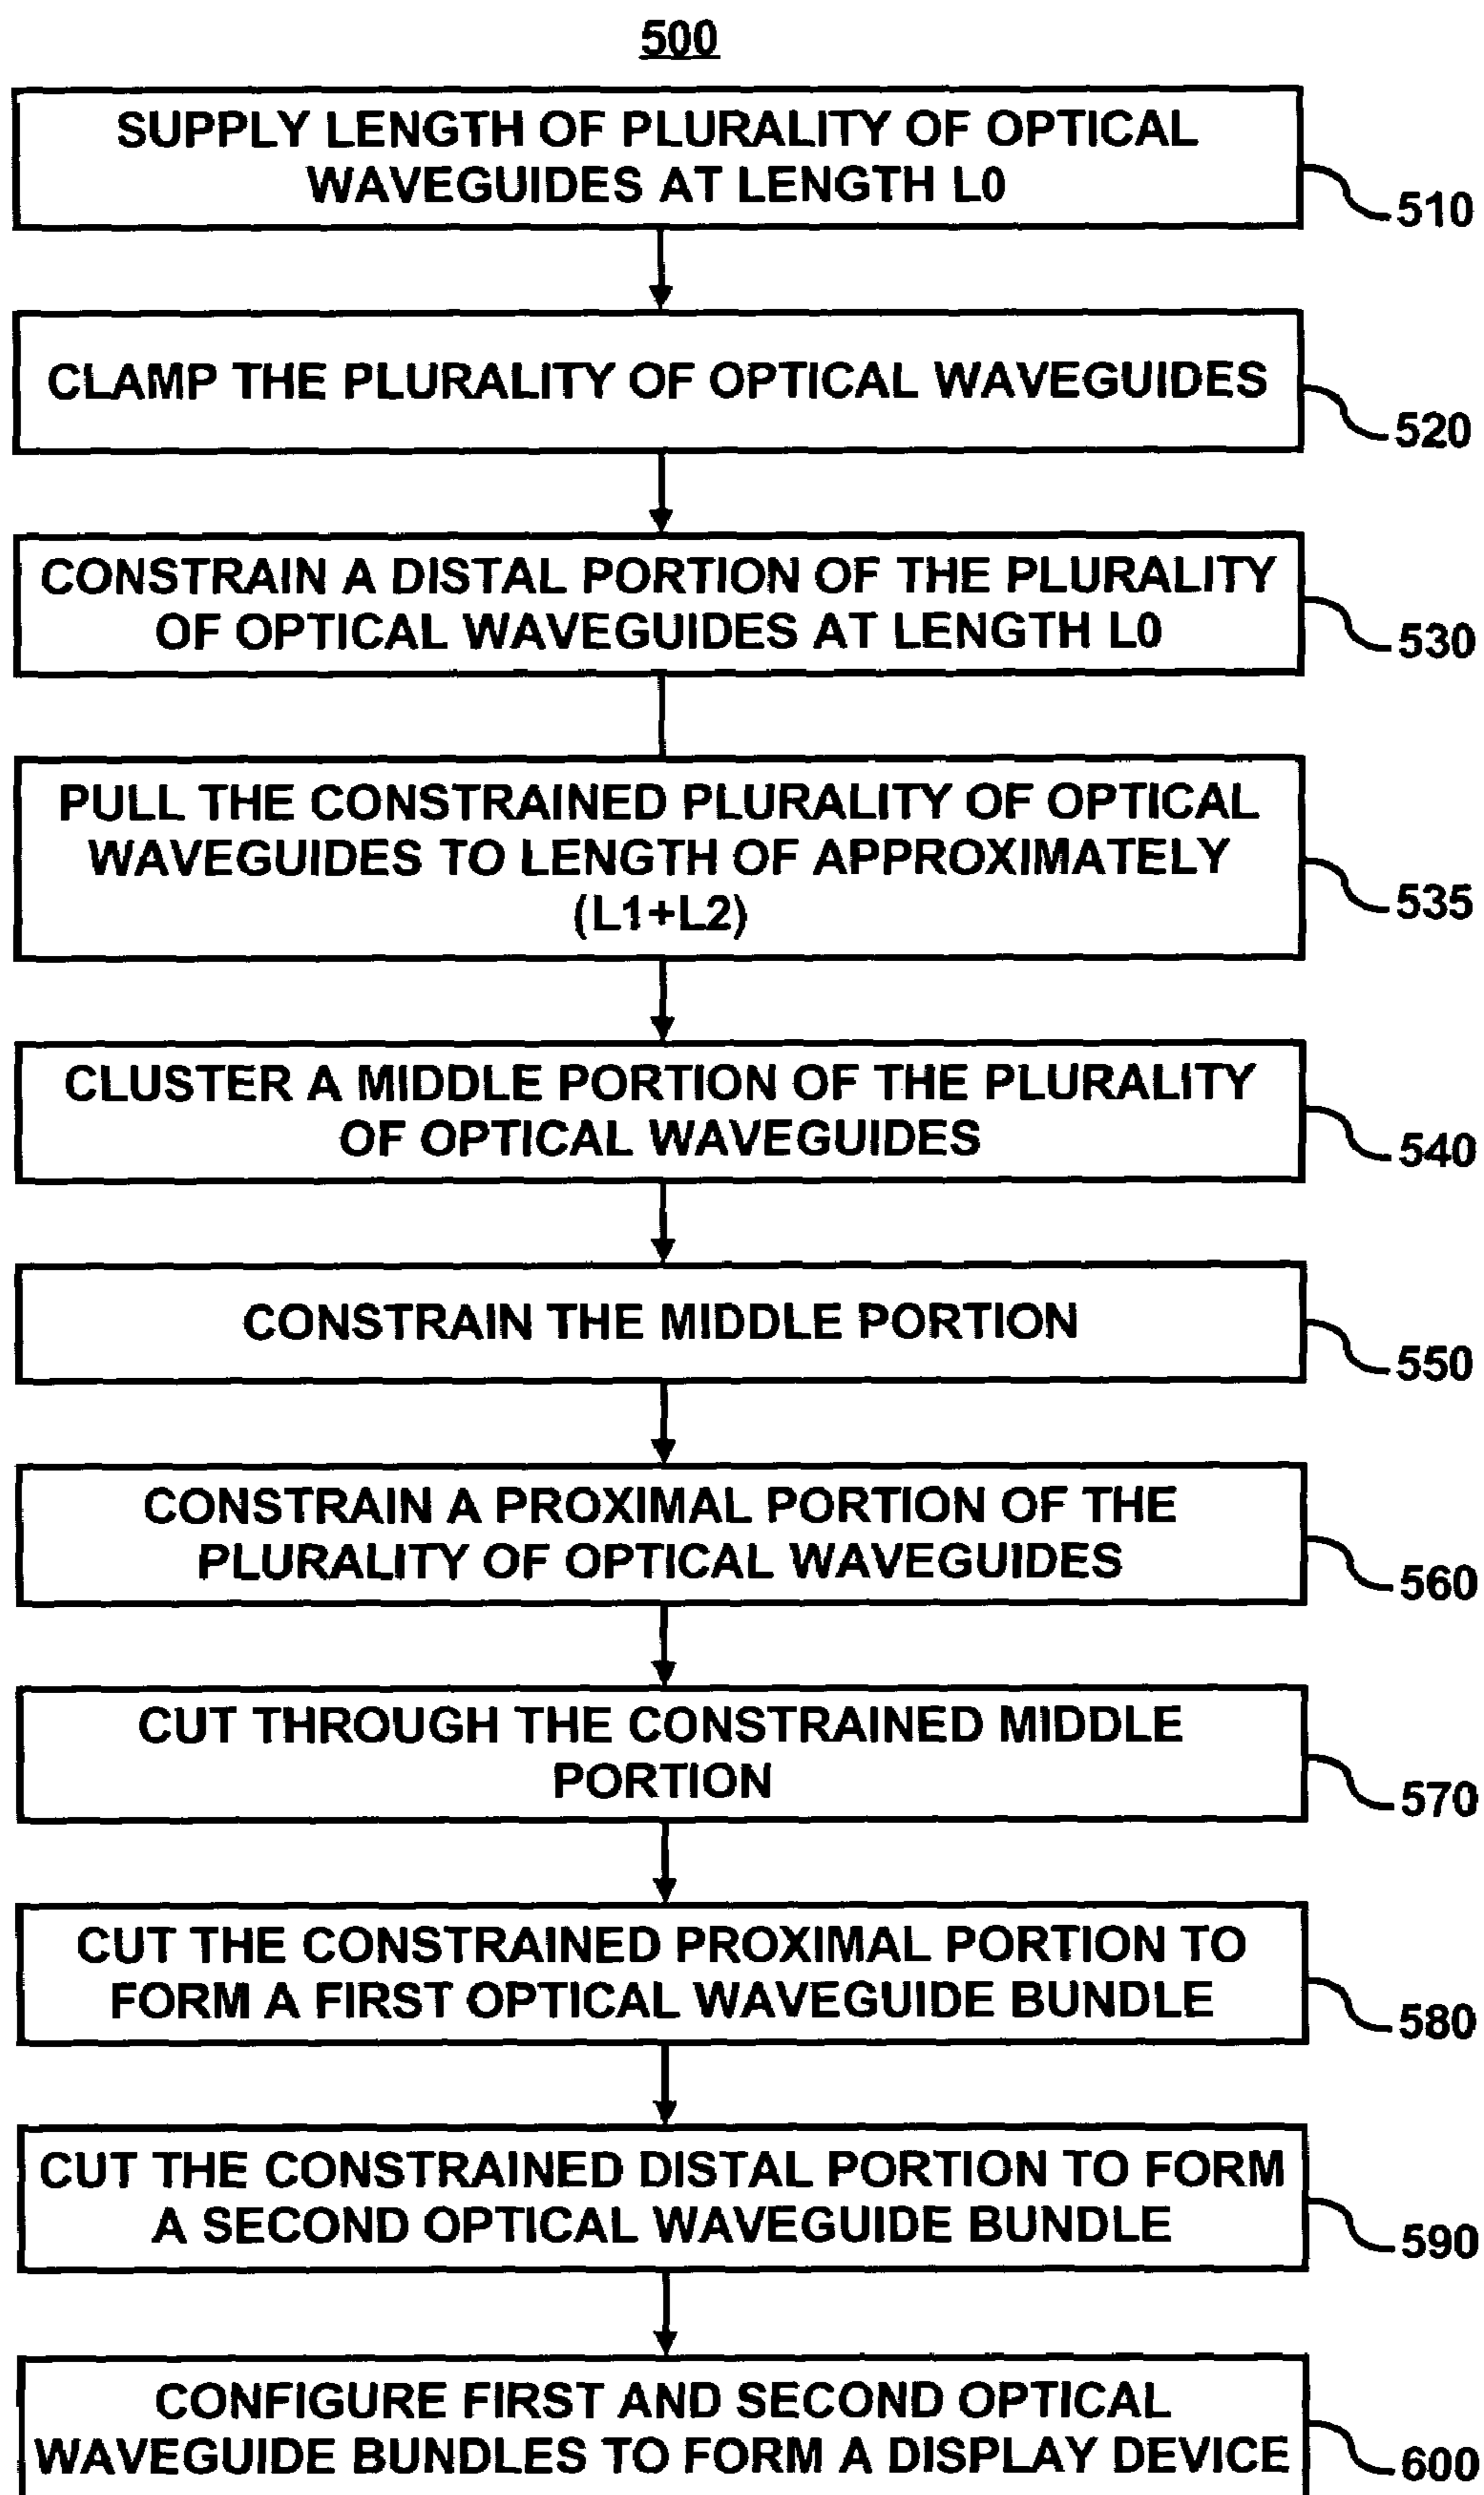 500
SUPPLY LENGTH OF PLURALITY OF OPTICAL
WAVEGUIDES AT LENGTH L0
510
CLAMP THE PLURALITY OF OPTICAL WAVEGUIDES
520
CONSTRAIN A DISTAL PORTION OF THE PLURALITY
OF OPTICAL WAVEGUIDES AT LENGTH L0
530
PULL THE CONSTRAINED PLURALITY OF OPTICAL
WAVEGUIDES TO LENGTH OF APPROXIMATELY
(L1+L2)
535
CLUSTER A MIDDLE PORTION OF THE PLURALITY
OF OPTICAL WAVEGUIDES
540
CONSTRAIN THE MIDDLE PORTION
550
CONSTRAIN A PROXIMAL PORTION OF THE
PLURALITY OF OPTICAL WAVEGUIDES
560
CUT THROUGH THE CONSTRAINED MIDDLE
PORTION
570
CUT THE CONSTRAINED PROXIMAL PORTION TO
FORM A FIRST OPTICAL WAVEGUIDE BUNDLE
580
CUT THE CONSTRAINED DISTAL PORTION TO FORM
A SECOND OPTICAL WAVEGUIDE BUNDLE
590
CONFIGURE FIRST AND SECOND OPTICAL
WAVEGUIDE BUNDLES TO FORM A DISPLAY DEVICE
600